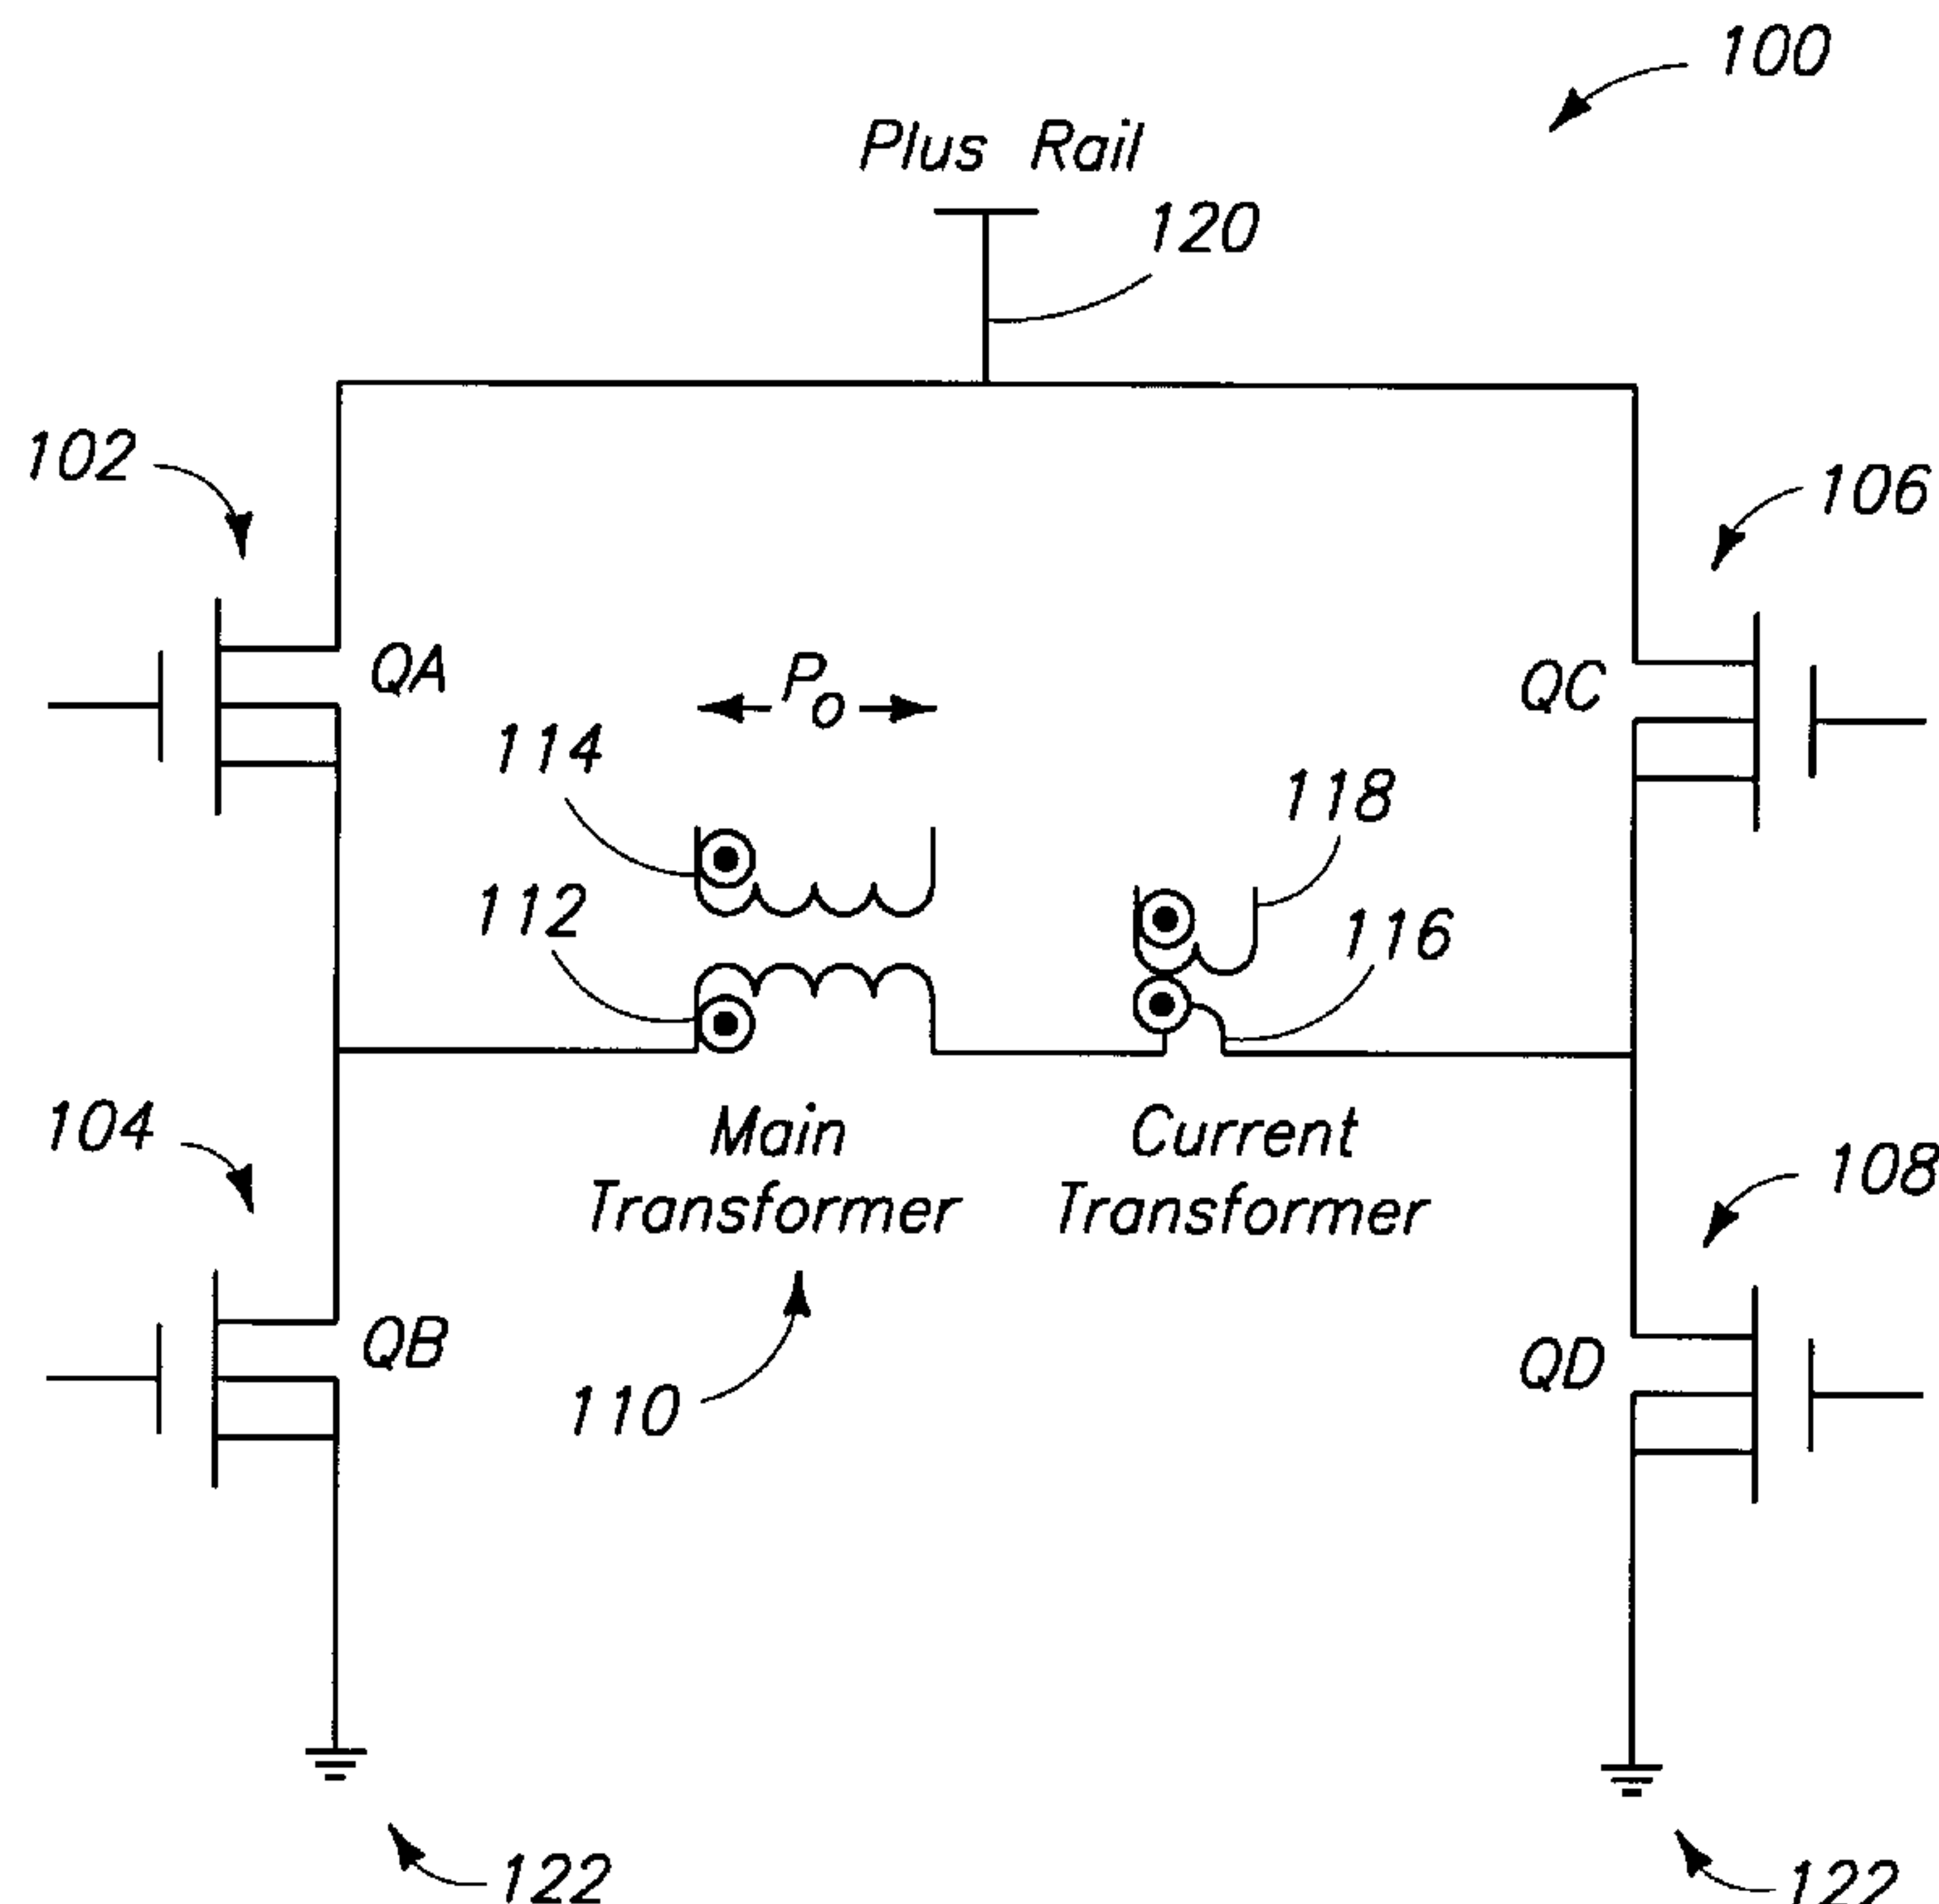 100
Plus Rail
120
102
106
QA
QC
Po
114
118
112
116
104
Main
Transformer
Current
Transformer
108
QB
QD
110
122
122